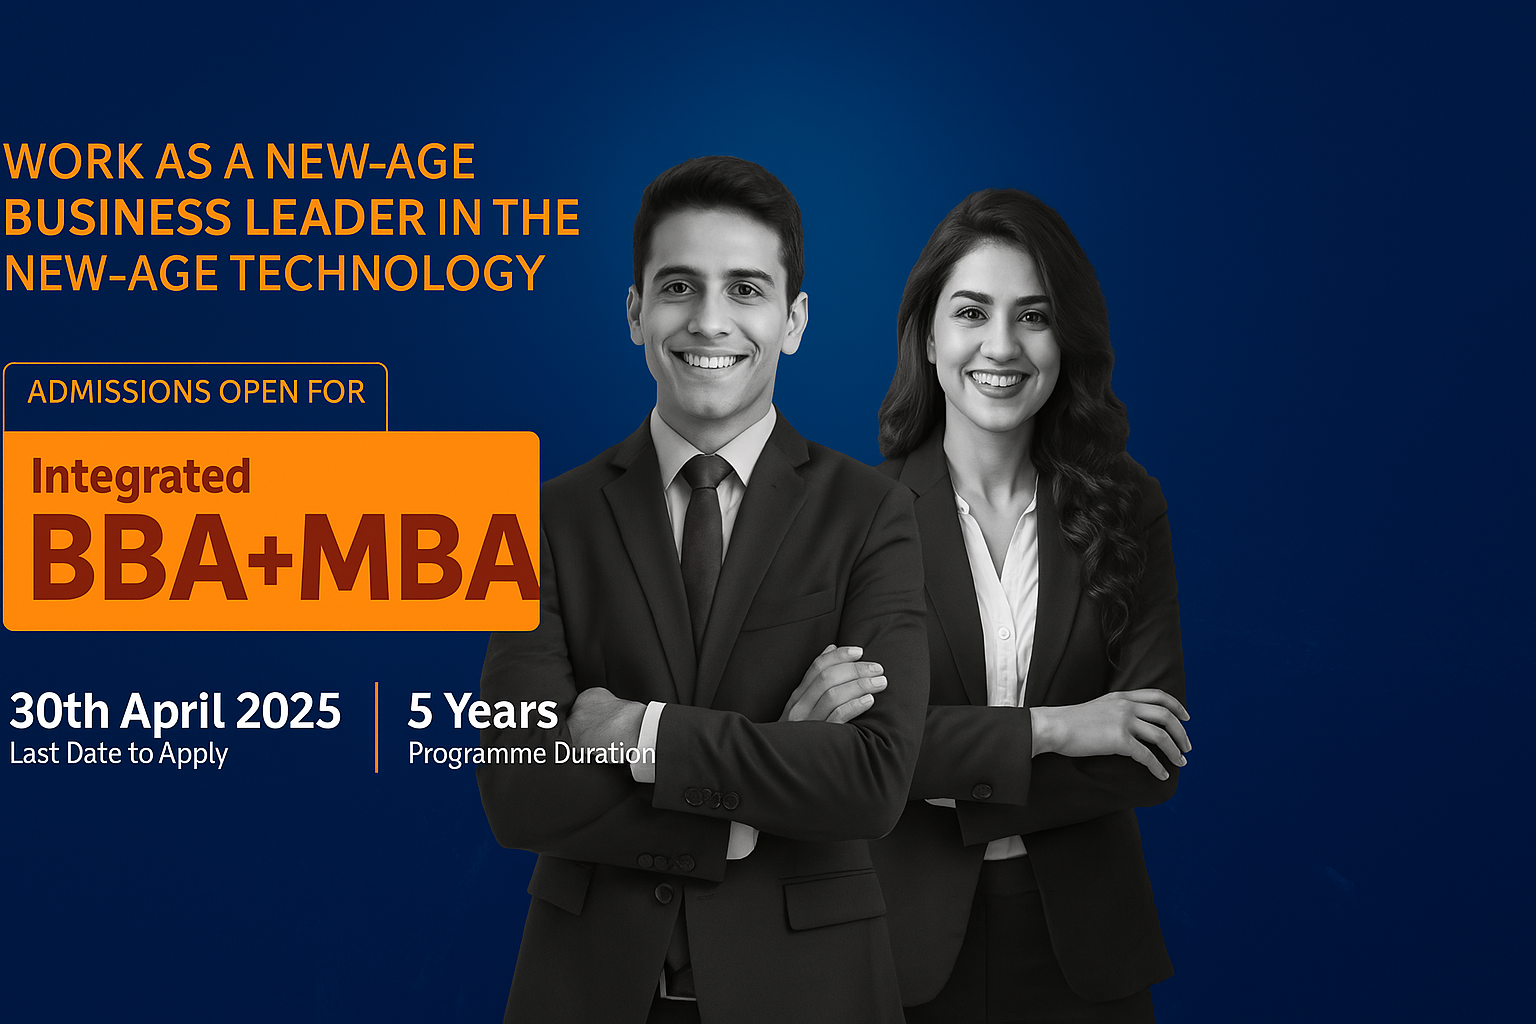 WORK AS A NEW-AGE
BUSINESS LEADER IN THE
NEW-AGE TECHNOLOGY
ADMISSIONS OPEN FOR
Integrated
BBA+MBA
30th April 2025
Last Date to Apply
5 Years
Programme Duration